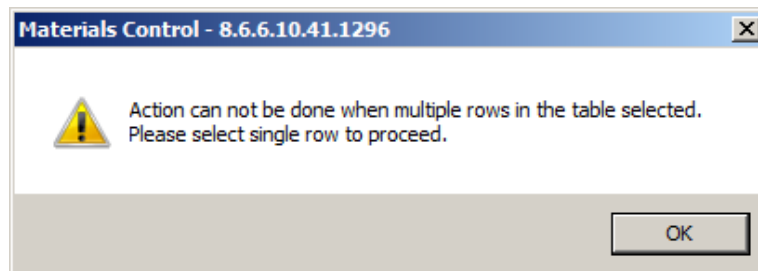 Materials Control - 8.6.6.10.41.1296
Action can not be done when multiple rows in the table selected.
Please select single row to proceed.
OK